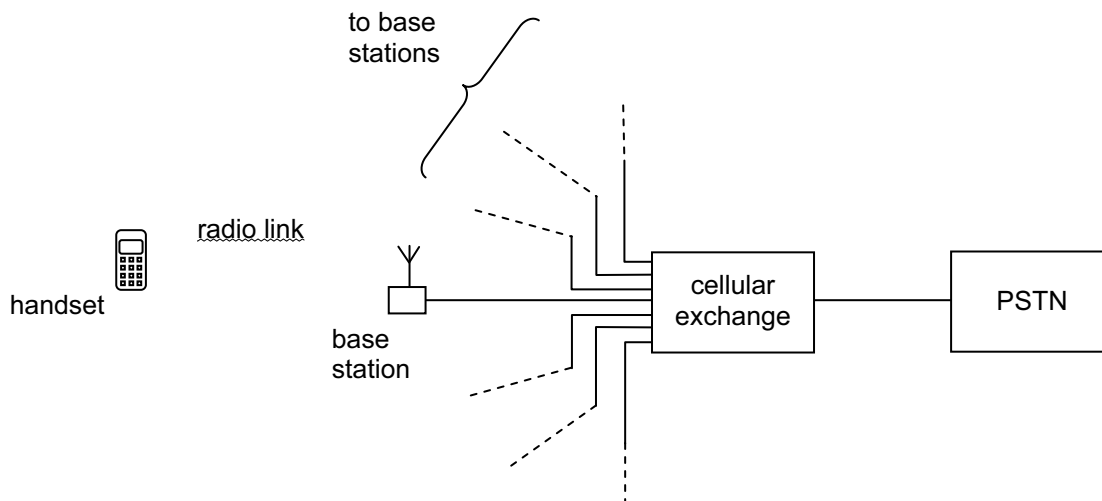 to base
stations
radio link
handset
base
station
cellular
exchange
PSTN